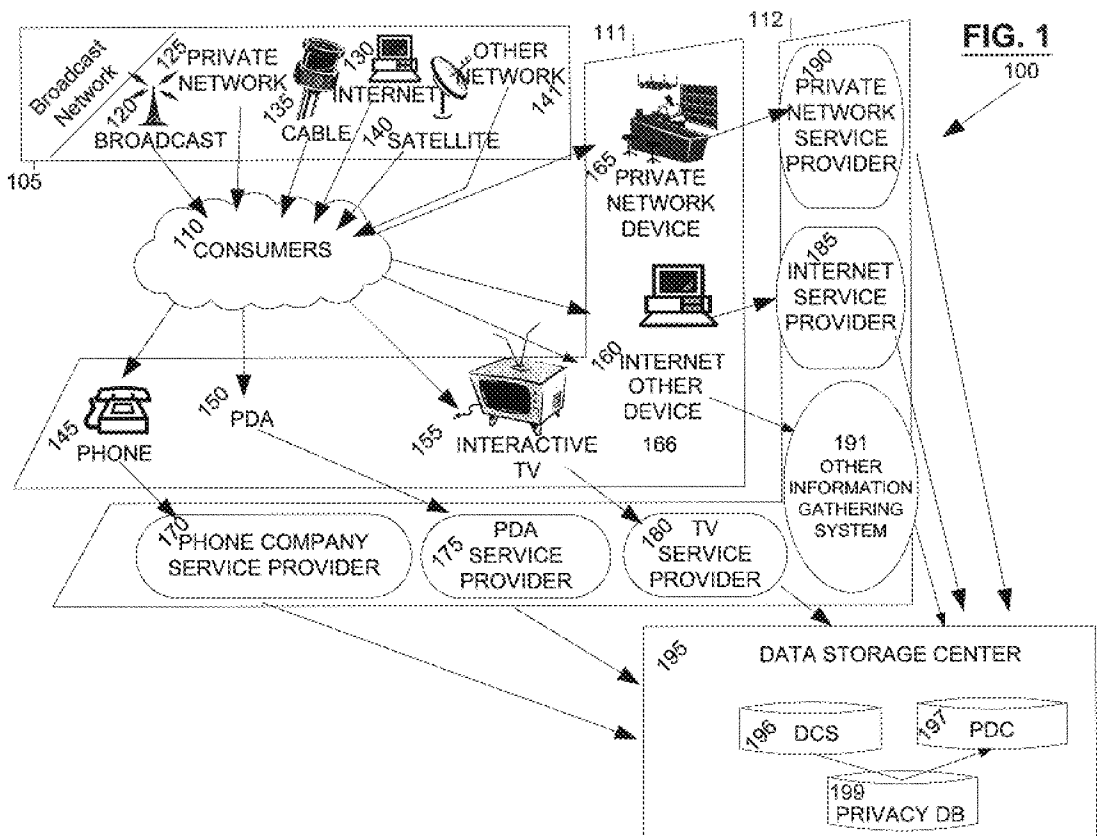 FIG. 1
100
111
112
105
Broadcast
Network
120
125
BROADCAST
PRIVATE
NETWORK
135
CABLE
130
INTERNET
140
SATELLITE
OTHER
NETWORK
141
110
CONSUMERS
165
PRIVATE
NETWORK
DEVICE
190
PRIVATE
NETWORK
SERVICE
PROVIDER
185
INTERNET
SERVICE
PROVIDER
160
INTERNET
OTHER
DEVICE
166
191
OTHER
INFORMATION
GATHERING
SYSTEM
145
PHONE
150
PDA
155
INTERACTIVE
TV
170
PHONE COMPANY
SERVICE PROVIDER
175
PDA
SERVICE
PROVIDER
180
TV
SERVICE
PROVIDER
195
DATA STORAGE CENTER
196
DCS
197
PDC
199
PRIVACY DB